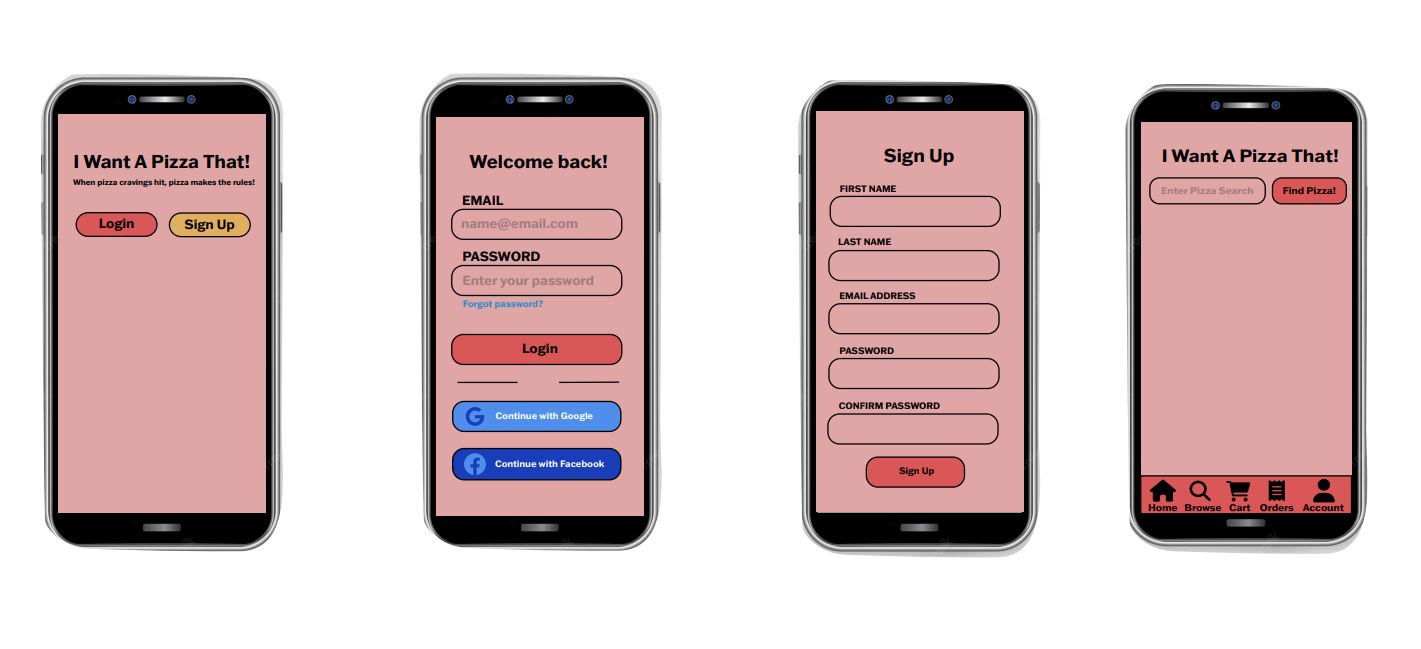 I Want A Pizza That!
When pizza cravings hit, pizza makes the rules!
Login
Sign Up
Welcome back!
EMAIL
name@email.com
PASSWORD
Enter your password
Forgot password?
Login
Continue with Google
Continue with Facebook
Sign Up
FIRST NAME
LAST NAME
EMAIL ADDRESS
PASSWORD
CONFIRM PASSWORD
Sign Up
I Want A Pizza That!
Enter Pizza Search
Find Pizza!
Home Browse Cart Orders Account